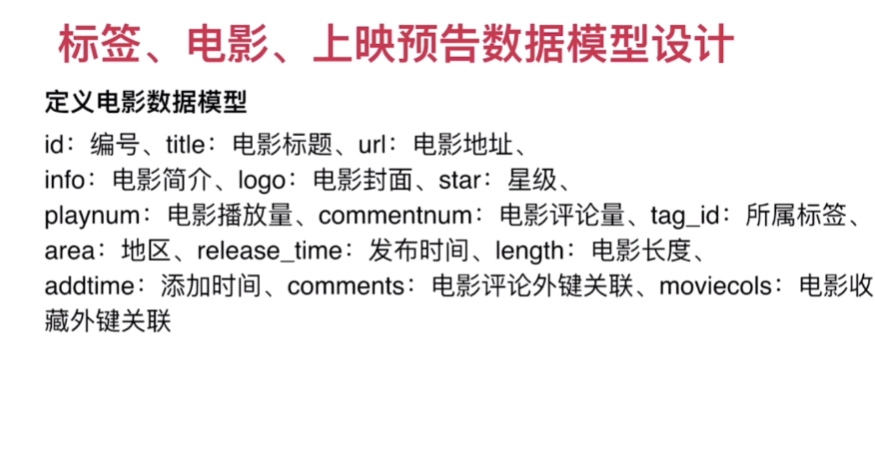 标签、电影、上映预告数据模型设计
定义电影数据模型
id：编号、title：电影标题、url：电影地址、
info：电影简介、logo：电影封面、star：星级、
playnum：电影播放量、commentnum：电影评论量、tag_id：所属标签、
area：地区、release_time：发布时间、length：电影长度、
addtime：添加时间、comments：电影评论外键关联、moviecols：电影收
藏外键关联